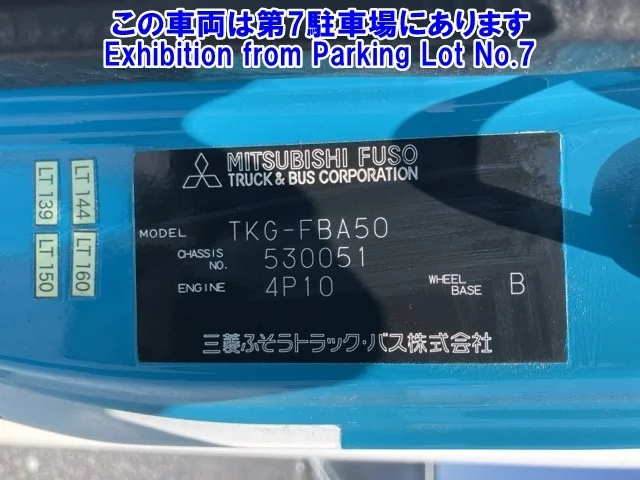 この車両は第7駐車場にあります
Exhibition from Parking Lot No.7
MITSUBISHI FUSO
TRUCK & BUS CORPORATION
LT 139
LT 144
LT 150
LT 160
MODEL TKG-FBA50
CHASSIS NO. 530051
ENGINE 4P10 WHEEL BASE B
三菱ふそうトラック・バス株式会社